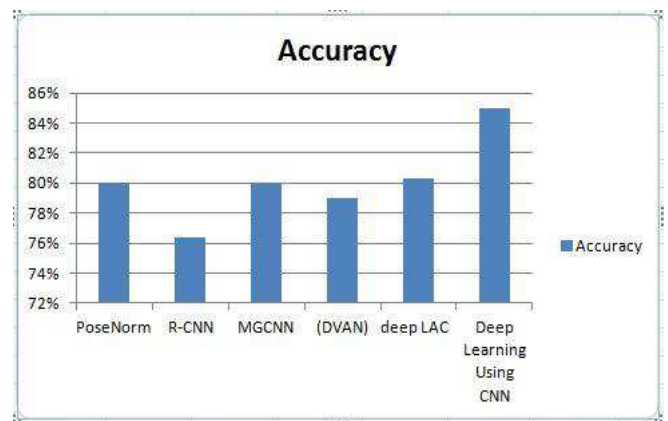 Accuracy
86%
84%
82%
80%
78%
76%
74%
72%
PoseNorm R-CNN MGCNN (DVAN) deep LAC Deep
Learning
Using
CNN
Accuracy